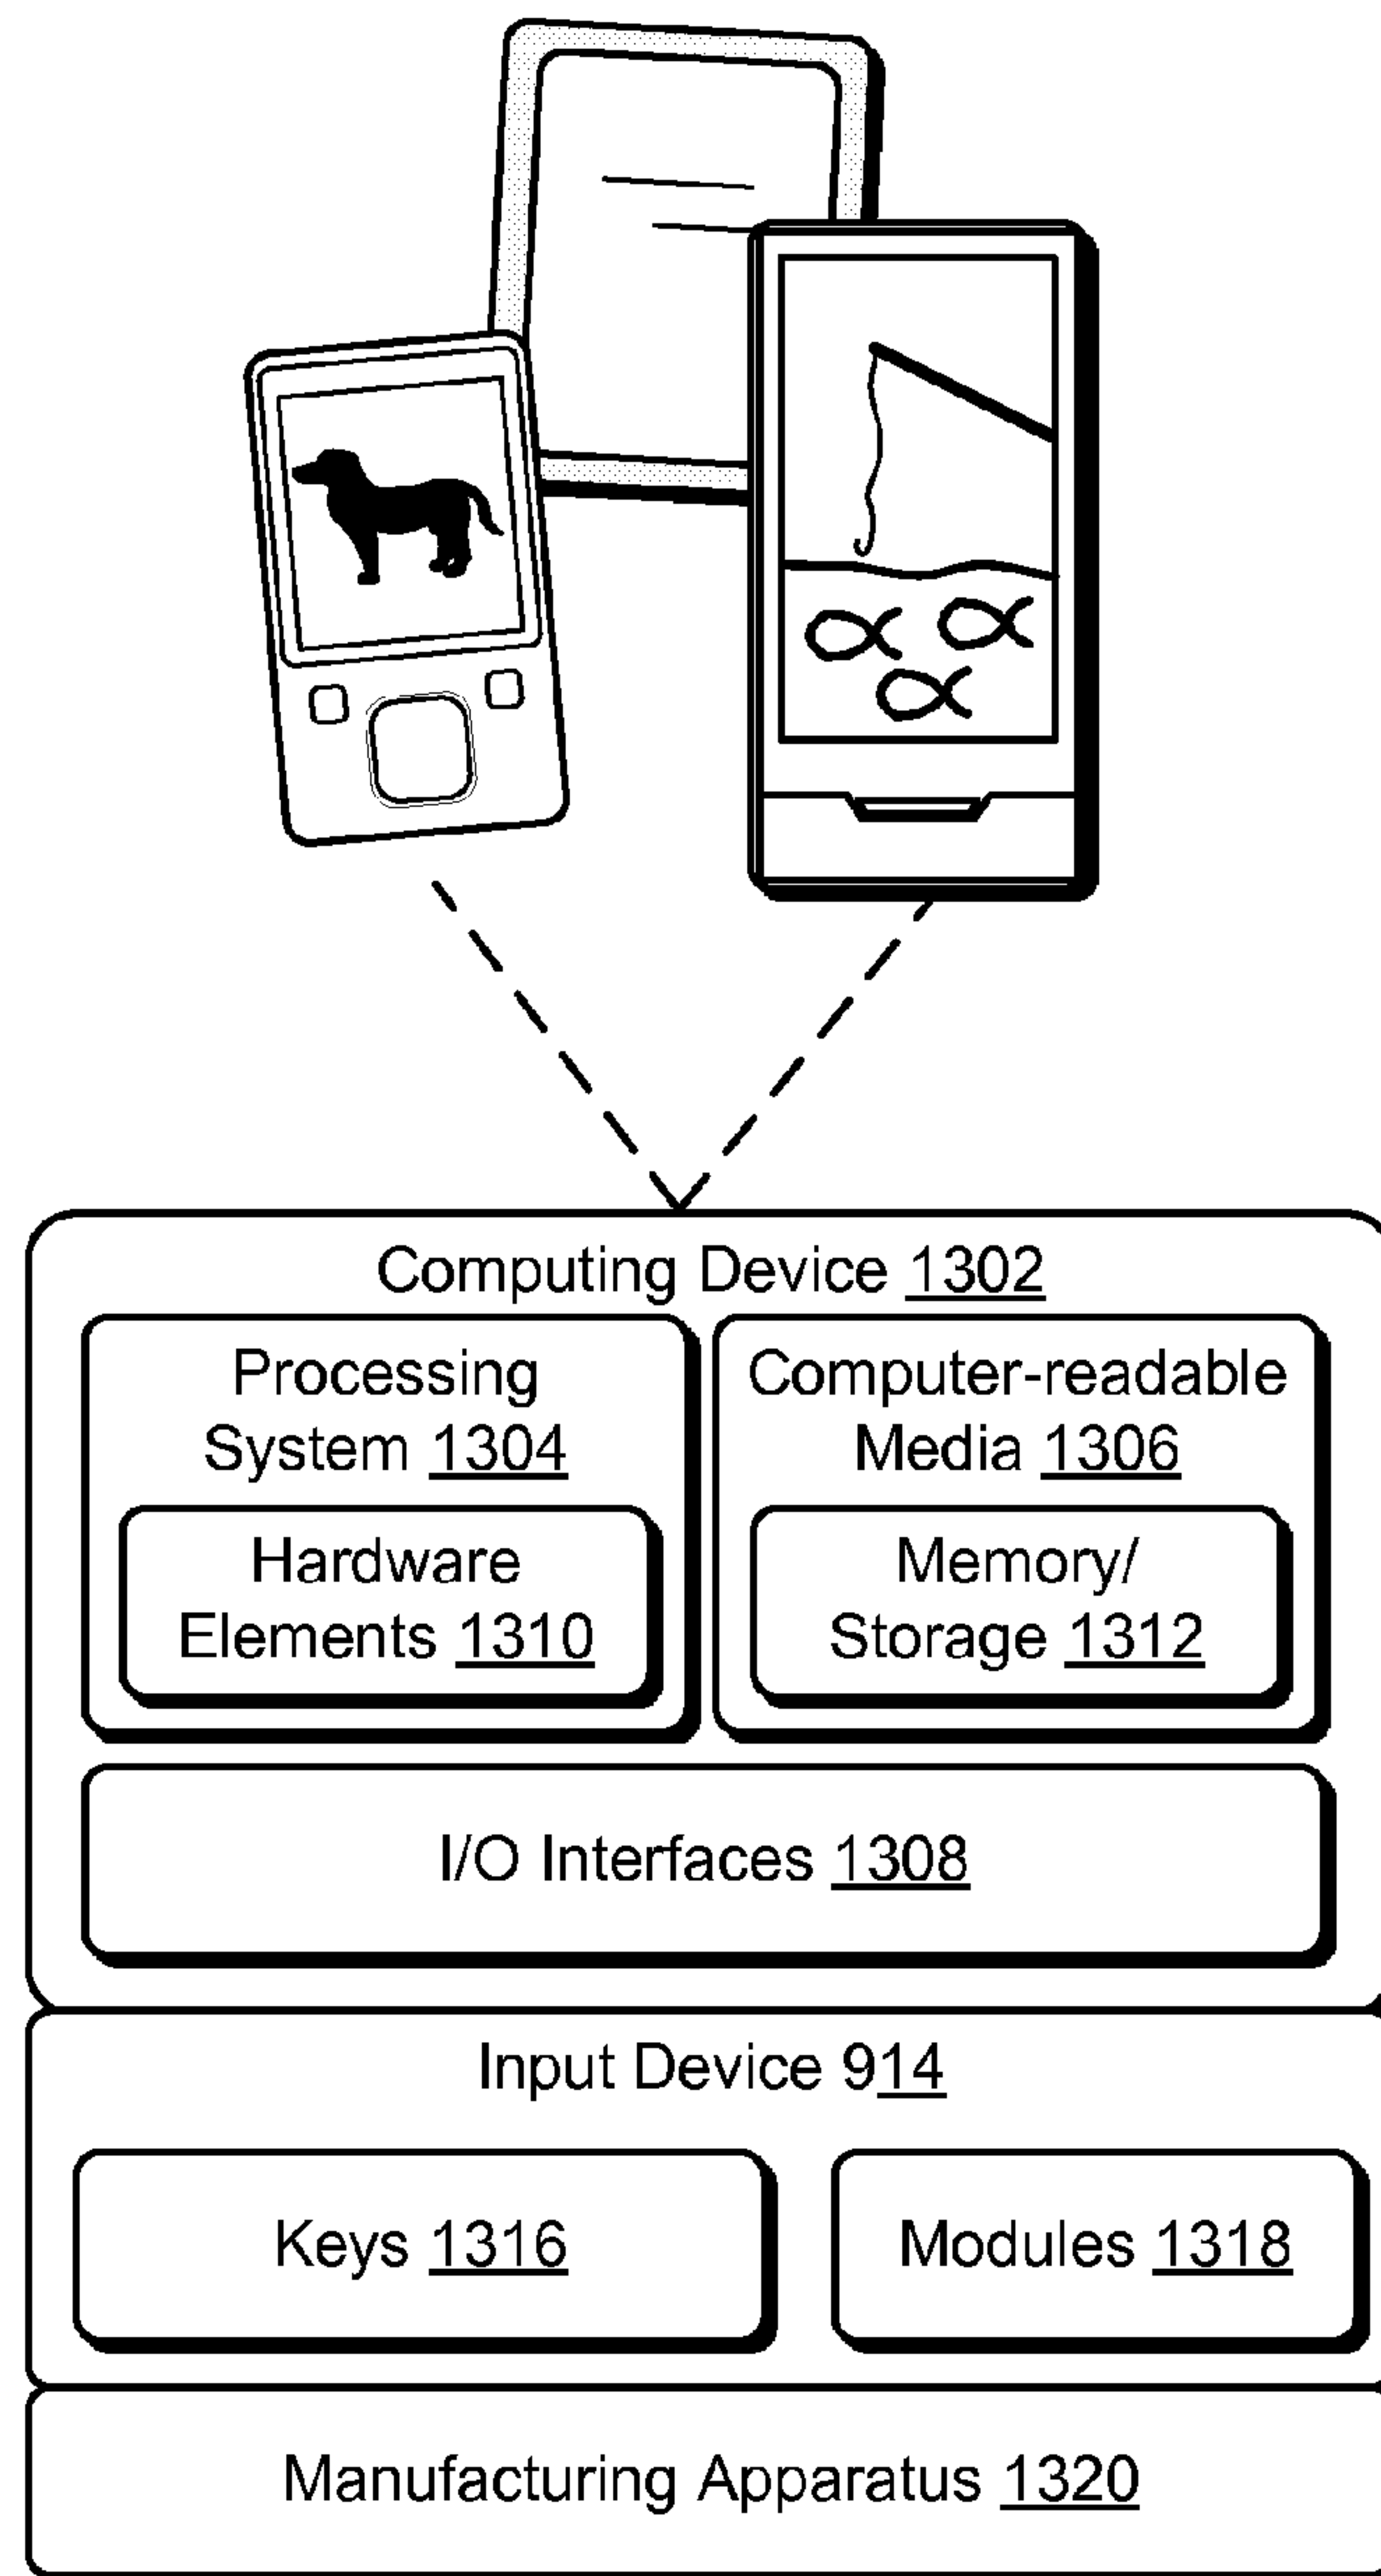 Computing Device 1302
Processing
System 1304
Computer-readable
Media 1306
Hardware
Elements 1310
Memory/
Storage 1312
I/O Interfaces 1308
Input Device 914
Keys 1316
Modules 1318
Manufacturing Apparatus 1320